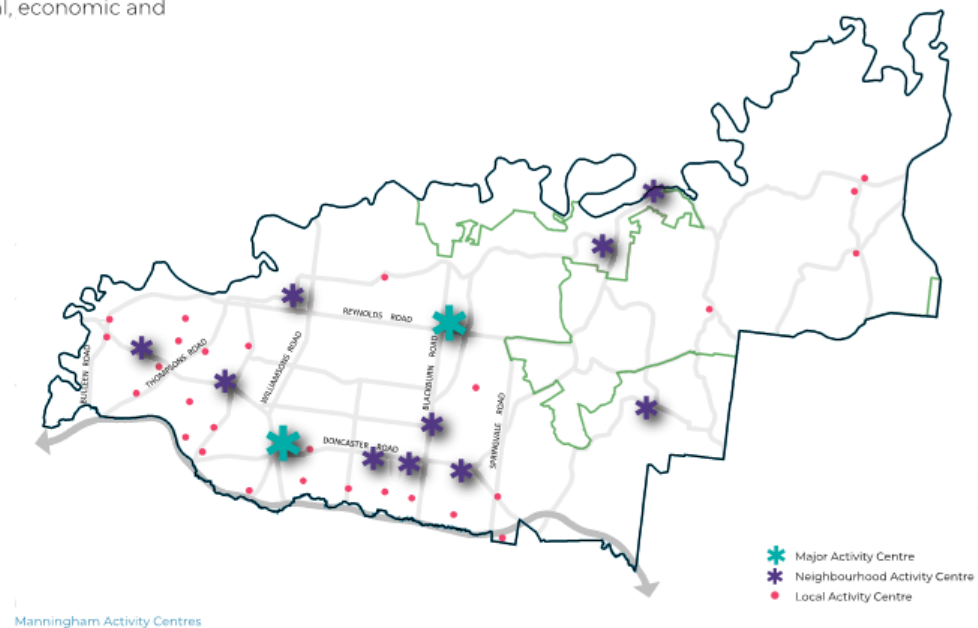 al, economic and
REYNOLDS ROAD
BULLEEN ROAD
THOMPSONS ROAD
WILLIAMSONS ROAD
BLACKBURN ROAD
SPRINGVALE ROAD
DONCASTER ROAD
Major Activity Centre
Neighbourhood Activity Centre
Local Activity Centre
Manningham Activity Centres